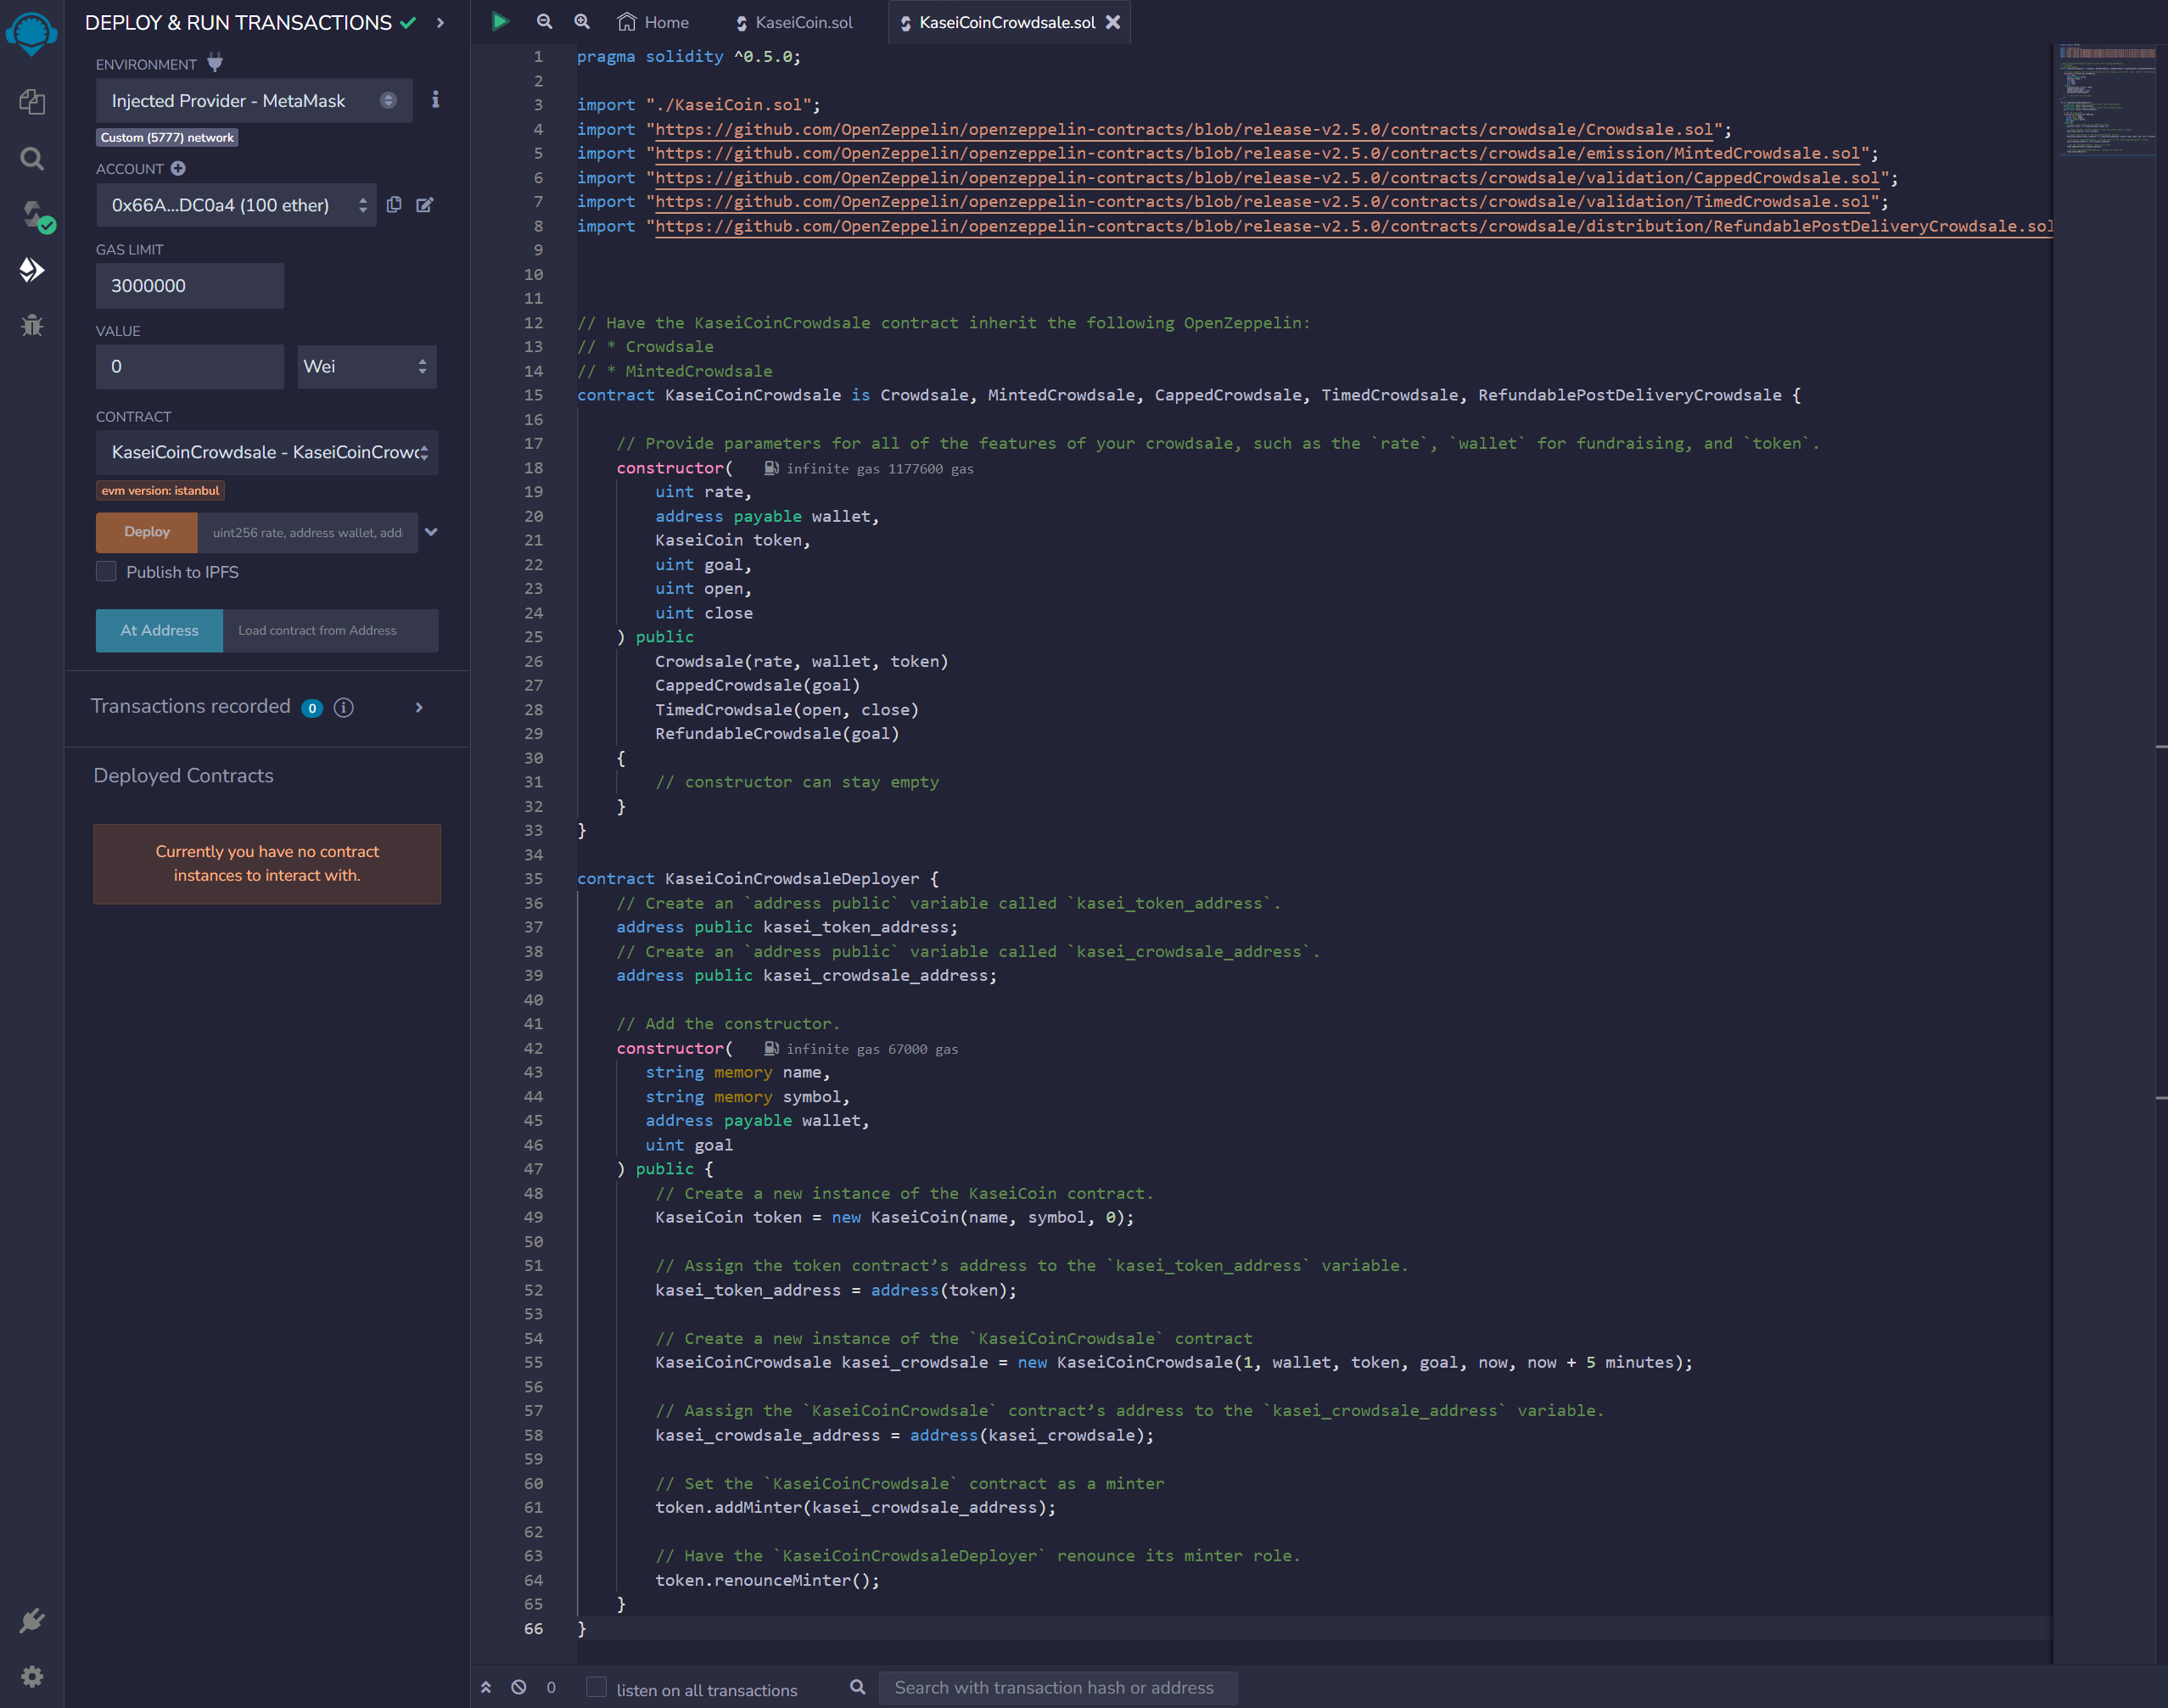 DEPLOY & RUN TRANSACTIONS
ENVIRONMENT
Injected Provider - MetaMask
Custom (5777) network
ACCOUNT
0x66A...DC0a4 (100 ether)
GAS LIMIT
3000000
VALUE
0
Wei
CONTRACT
KaseiCoinCrowdsale - KaseiCoinCrowd
evm version: istanbul
Deploy
uint256 rate, address wallet, add
Publish to IPFS
At Address
Load contract from Address
Transactions recorded 0
Deployed Contracts
Currently you have no contract
instances to interact with.
Home
KaseiCoin.sol
KaseiCoinCrowdsale.sol
1 pragma solidity ^0.5.0;
2
3 import "./KaseiCoin.sol";
4 import "https://github.com/OpenZeppelin/openzeppelin-contracts/blob/release-v2.5.0/contracts/crowdsale/Crowdsale.sol";
5 import "https://github.com/OpenZeppelin/openzeppelin-contracts/blob/release-v2.5.0/contracts/crowdsale/emission/MintedCrowdsale.sol";
6 import "https://github.com/OpenZeppelin/openzeppelin-contracts/blob/release-v2.5.0/contracts/crowdsale/validation/CappedCrowdsale.sol";
7 import "https://github.com/OpenZeppelin/openzeppelin-contracts/blob/release-v2.5.0/contracts/crowdsale/validation/TimedCrowdsale.sol";
8 import "https://github.com/OpenZeppelin/openzeppelin-contracts/blob/release-v2.5.0/contracts/crowdsale/distribution/RefundablePostDeliveryCrowdsale.sol
9
10
11
12 // Have the KaseiCoinCrowdsale contract inherit the following OpenZeppelin:
13 // * Crowdsale
14 // * MintedCrowdsale
15 contract KaseiCoinCrowdsale is Crowdsale, MintedCrowdsale, CappedCrowdsale, TimedCrowdsale, RefundablePostDeliveryCrowdsale {
16
17 // Provide parameters for all of the features of your crowdsale, such as the `rate`, `wallet` for fundraising, and `token`.
18 constructor( infinite gas 1177600 gas
19 uint rate,
20 address payable wallet,
21 KaseiCoin token,
22 uint goal,
23 uint open,
24 uint close
25 ) public
26 Crowdsale(rate, wallet, token)
27 CappedCrowdsale(goal)
28 TimedCrowdsale(open, close)
29 RefundableCrowdsale(goal)
30 {
31 // constructor can stay empty
32 }
33 }
34
35 contract KaseiCoinCrowdsaleDeployer {
36 // Create an `address public` variable called `kasei_token_address`.
37 address public kasei_token_address;
38 // Create an `address public` variable called `kasei_crowdsale_address`.
39 address public kasei_crowdsale_address;
40
41 // Add the constructor.
42 constructor( infinite gas 67000 gas
43 string memory name,
44 string memory symbol,
45 address payable wallet,
46 uint goal
47 ) public {
48 // Create a new instance of the KaseiCoin contract.
49 KaseiCoin token = new KaseiCoin(name, symbol, 0);
50
51 // Assign the token contract’s address to the `kasei_token_address` variable.
52 kasei_token_address = address(token);
53
54 // Create a new instance of the `KaseiCoinCrowdsale` contract
55 KaseiCoinCrowdsale kasei_crowdsale = new KaseiCoinCrowdsale(1, wallet, token, goal, now, now + 5 minutes);
56
57 // Aassign the `KaseiCoinCrowdsale` contract’s address to the `kasei_crowdsale_address` variable.
58 kasei_crowdsale_address = address(kasei_crowdsale);
59
60 // Set the `KaseiCoinCrowdsale` contract as a minter
61 token.addMinter(kasei_crowdsale_address);
62
63 // Have the `KaseiCoinCrowdsaleDeployer` renounce its minter role.
64 token.renounceMinter();
65 }
66 }
0
listen on all transactions
Search with transaction hash or address